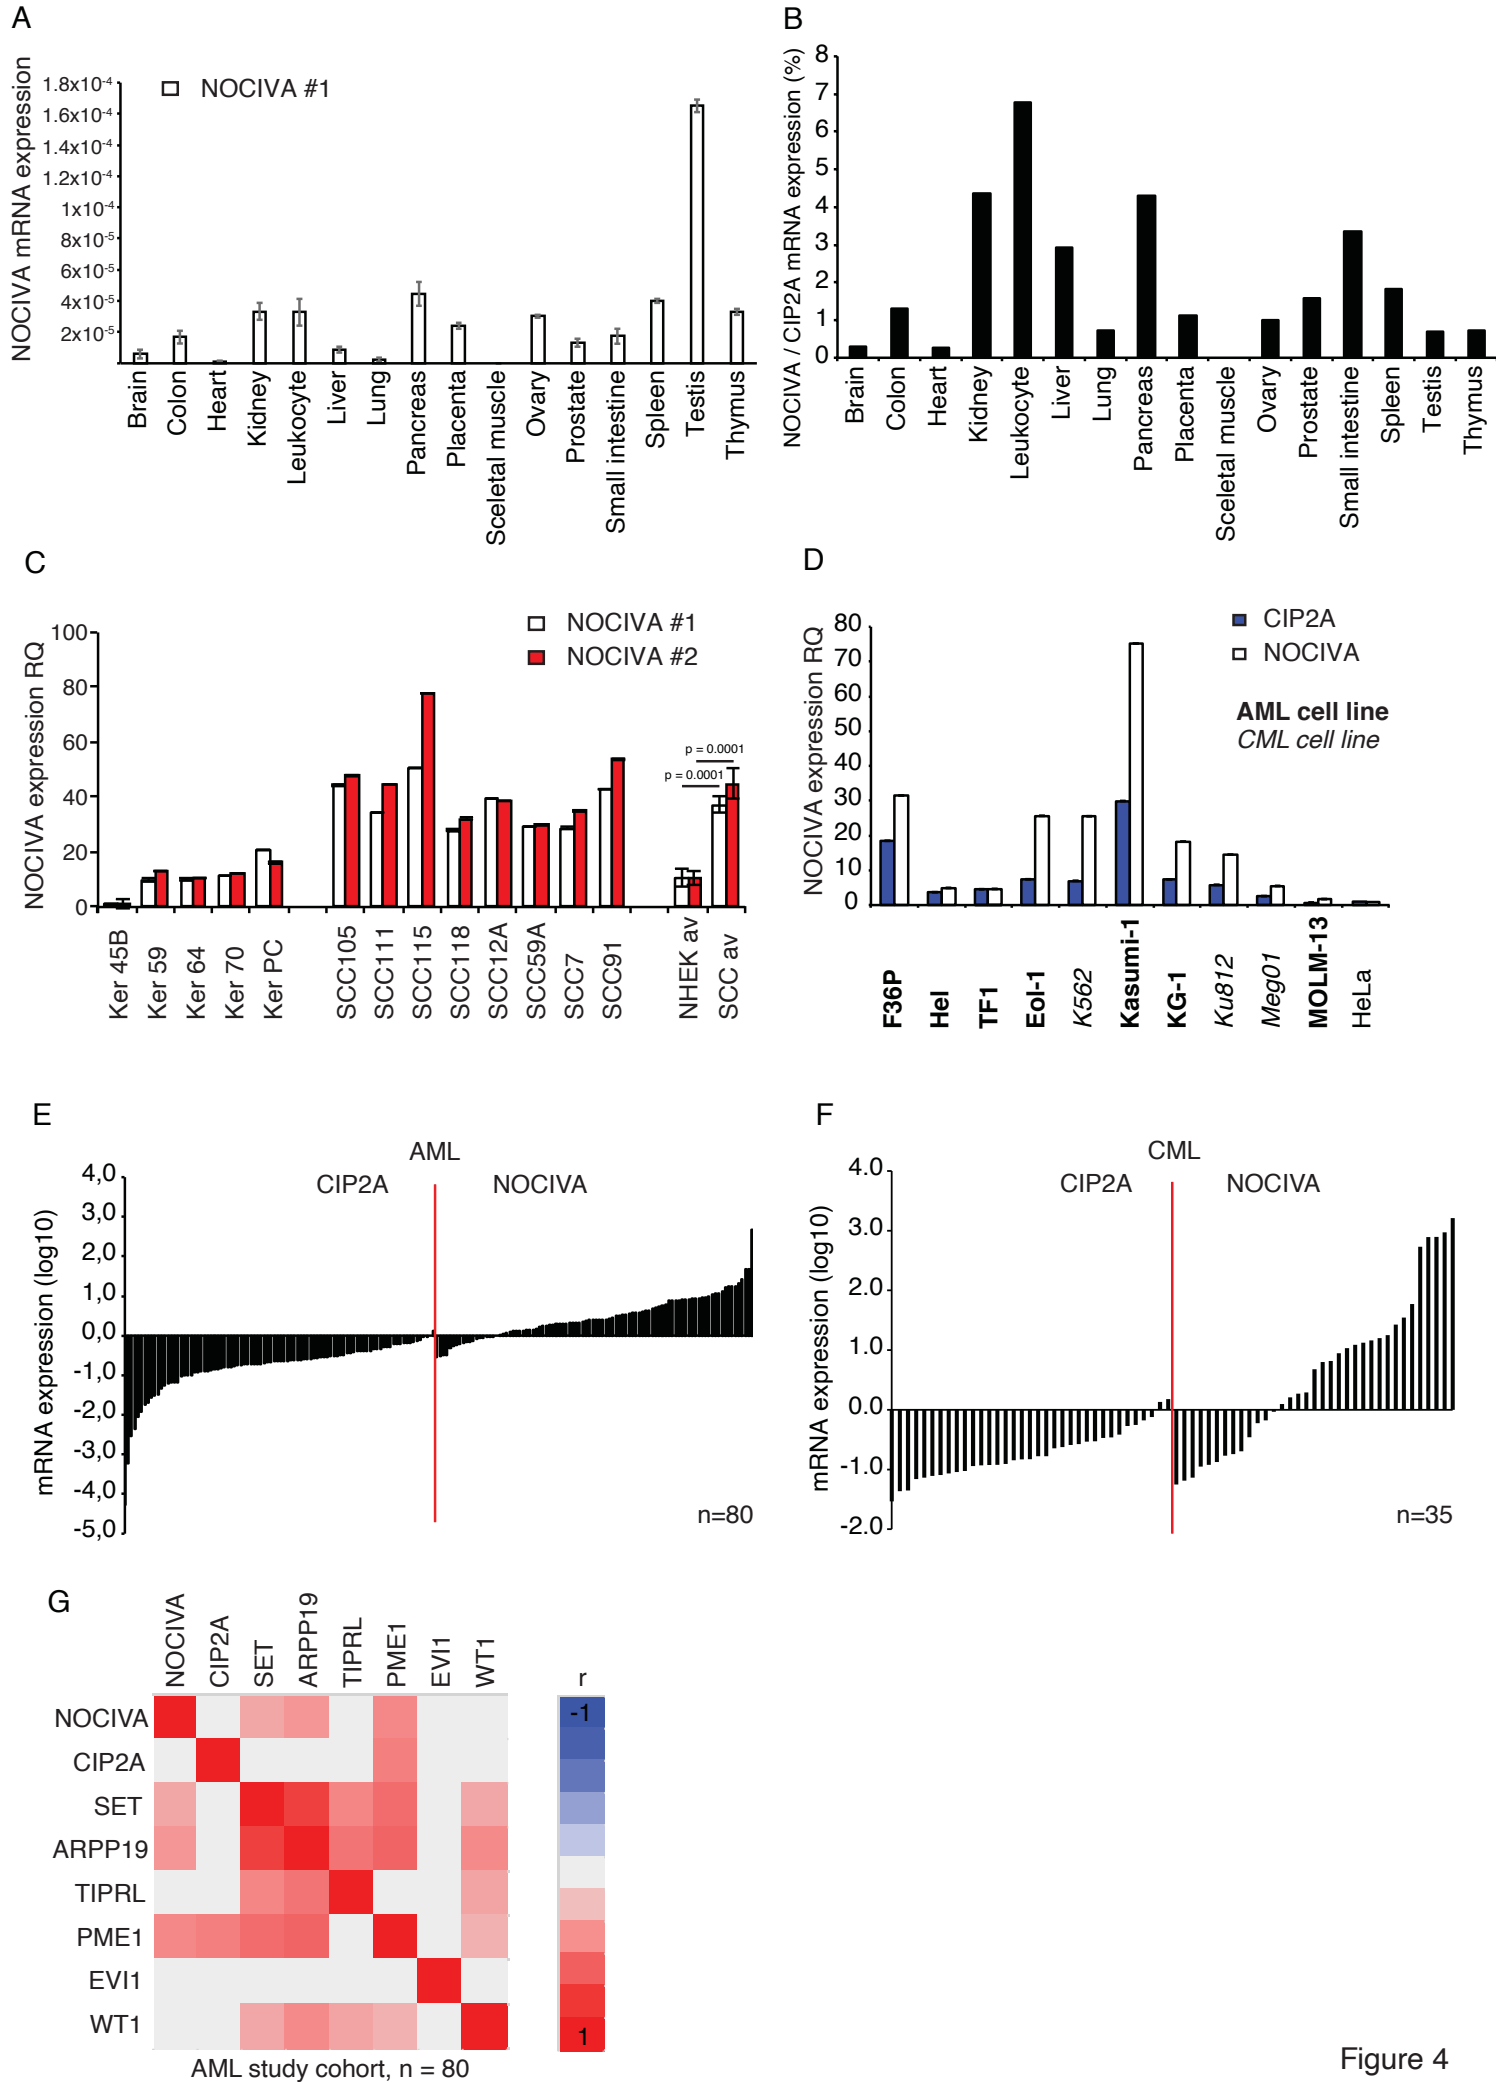 A
NOCIVA mRNA expression
1.8x10-4
1.6x10-4
1.4x10-4
1.2x10-4
1x10-4
8x10-5
6x10-5
4x10-5
2x10-5
NOCIVA #1
Brain
Colon
Heart
Kidney
Leukocyte
Liver
Lung
Pancreas
Placenta
Sceletal muscle
Ovary
Prostate
Small intestine
Spleen
Testis
Thymus
B
NOCIVA / CIP2A mRNA expression (%)
8
7
6
5
4
3
2
1
0
Brain
Colon
Heart
Kidney
Leukocyte
Liver
Lung
Pancreas
Placenta
Sceletal muscle
Ovary
Prostate
Small intestine
Spleen
Testis
Thymus
C
NOCIVA expression RQ
100
80
60
40
20
0
NOCIVA #1
NOCIVA #2
p = 0.0001
p = 0.0001
Ker 45B
Ker 59
Ker 64
Ker 70
Ker PC
SCC105
SCC111
SCC115
SCC118
SCC12A
SCC59A
SCC7
SCC91
NHEK av
SCC av
D
NOCIVA expression RQ
80
70
60
50
40
30
20
10
0
CIP2A
NOCIVA
AML cell line
CML cell line
F36P
Hel
TF1
Eol-1
K562
Kasumi-1
KG-1
Ku812
Meg01
MOLM-13
HeLa
E
AML
CIP2A
NOCIVA
mRNA expression (log10)
4,0
3,0
2,0
1,0
0,0
-1,0
-2,0
-3,0
-4,0
-5,0
n=80
F
CML
CIP2A
NOCIVA
mRNA expression (log10)
4.0
3.0
2.0
1.0
0.0
-1.0
-2.0
n=35
G
NOCIVA
CIP2A
SET
ARPP19
TIPRL
PME1
EVI1
WT1
NOCIVA
CIP2A
SET
ARPP19
TIPRL
PME1
EVI1
WT1
r
-1
1
AML study cohort, n = 80
Figure 4